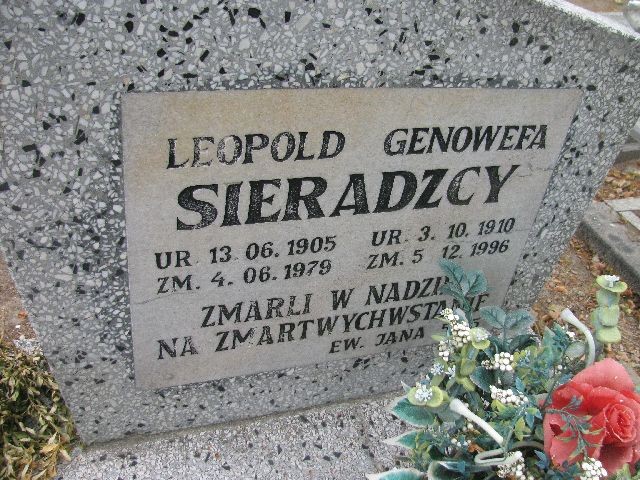 LEOPOLD GENOWEFA
SIERADZCY
UR. 13.06.1905 UR. 3.10.1910
ZM. 4.06.1979 ZM. 5.12.1996
ZMARLI W
NA ZMARTWYCHWSTANIE
EW. JANA